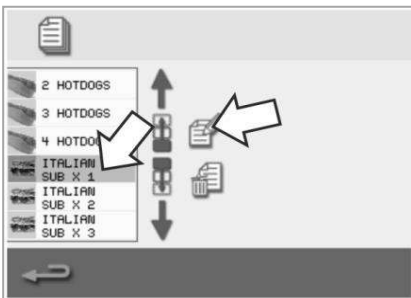 2 HOTDOGS
3 HOTDOGS
4 HOTDO
ITALIAN
SUB X 1
ITALIAN
SUB X 2
ITALIAN
SUB X 3